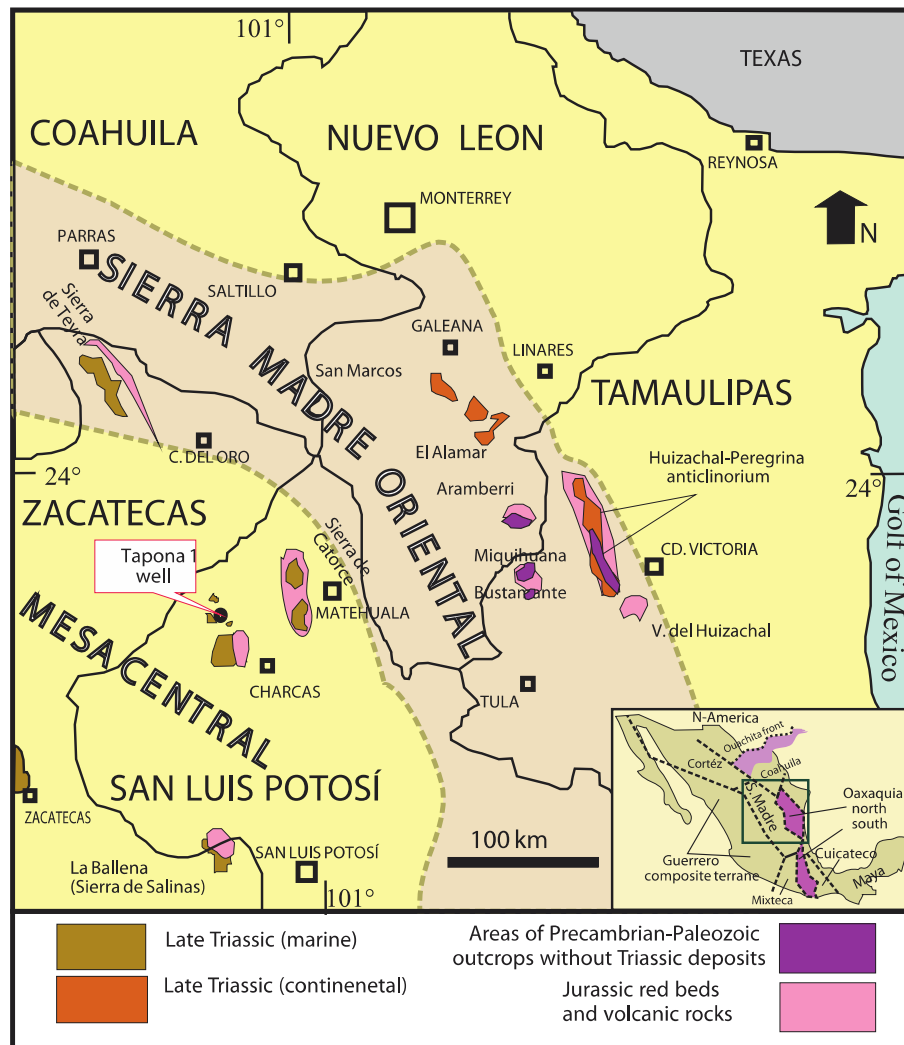 101°
TEXAS
COAHUILA
NUEVO LEON
REYNOSA
MONTERREY
N
PARRAS
SALTILLO
SIERRA MADRE ORIENTAL
Sierra
de Teyra
GALEANA
LINARES
San Marcos
TAMAULIPAS
C. DEL ORO
El Alamar
Huizachal-Peregrina
anticlinorium
24°
24°
Aramberri
ZACATECAS
Golf of Mexico
Tapona 1
well
Sierra de
Catorce
Miquihuana
CD. VICTORIA
Bustamante
MATEHUALA
V. del Huizachal
MESA CENTRAL
CHARCAS
TULA
SAN LUIS POTOSÍ
ZACATECAS
La Ballena
(Sierra de Salinas)
SAN LUIS POTOSÍ
101°
100 km
N-America
Ouachita front
Cortéz
Coahuila
S. Madre
Oaxaquia
north
south
Guerrero
composite terrane
Cuicateco
Maya
Mixteca
Late Triassic (marine)
Late Triassic (continenetal)
Areas of Precambrian-Paleozoic
outcrops without Triassic deposits
Jurassic red beds
and volcanic rocks